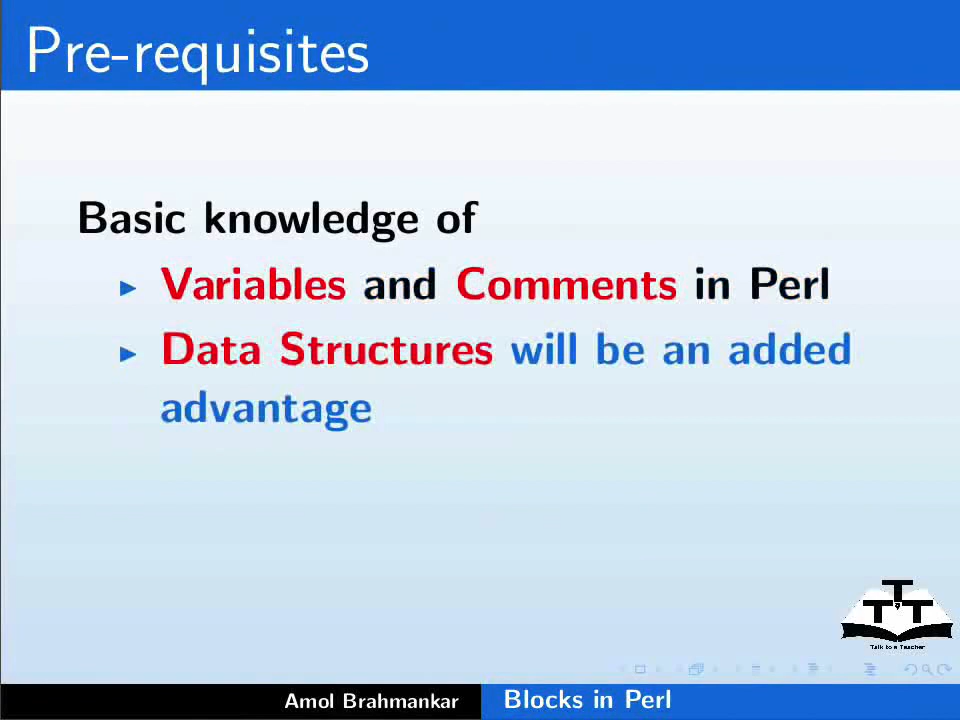 Pre-requisites
Basic knowledge of
Variables and Comments in Perl
Data Structures will be an added
advantage
T
T T
Talk to a Teacher
Amol Brahmankar
Blocks in Perl